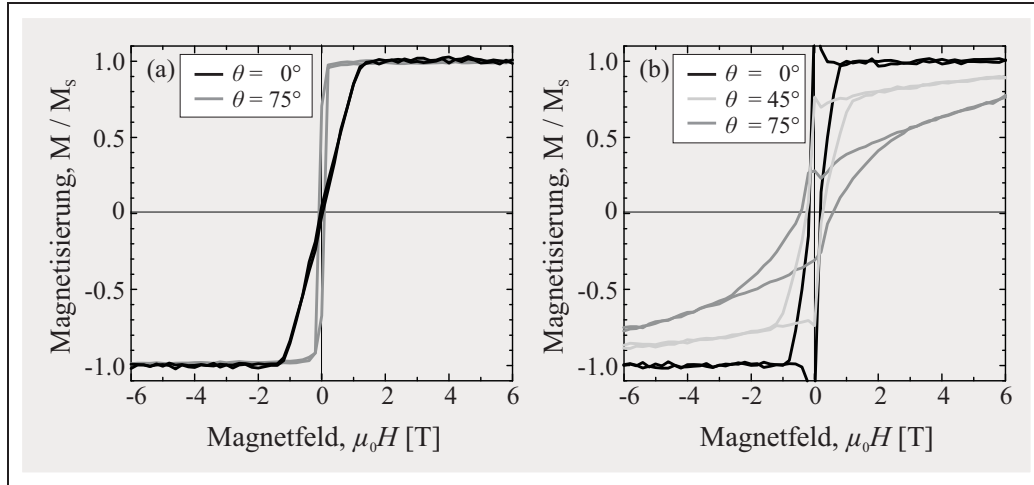 (a)
θ = 0°
θ = 75°
Magnetisierung, M / Ms
1.0
0.5
0
-0.5
-1.0
-6 -4 -2 0 2 4 6
Magnetfeld, μ₀H [T]
(b)
θ = 0°
θ = 45°
θ = 75°
Magnetisierung, M / Ms
1.0
0.5
0
-0.5
-1.0
-6 -4 -2 0 2 4 6
Magnetfeld, μ₀H [T]